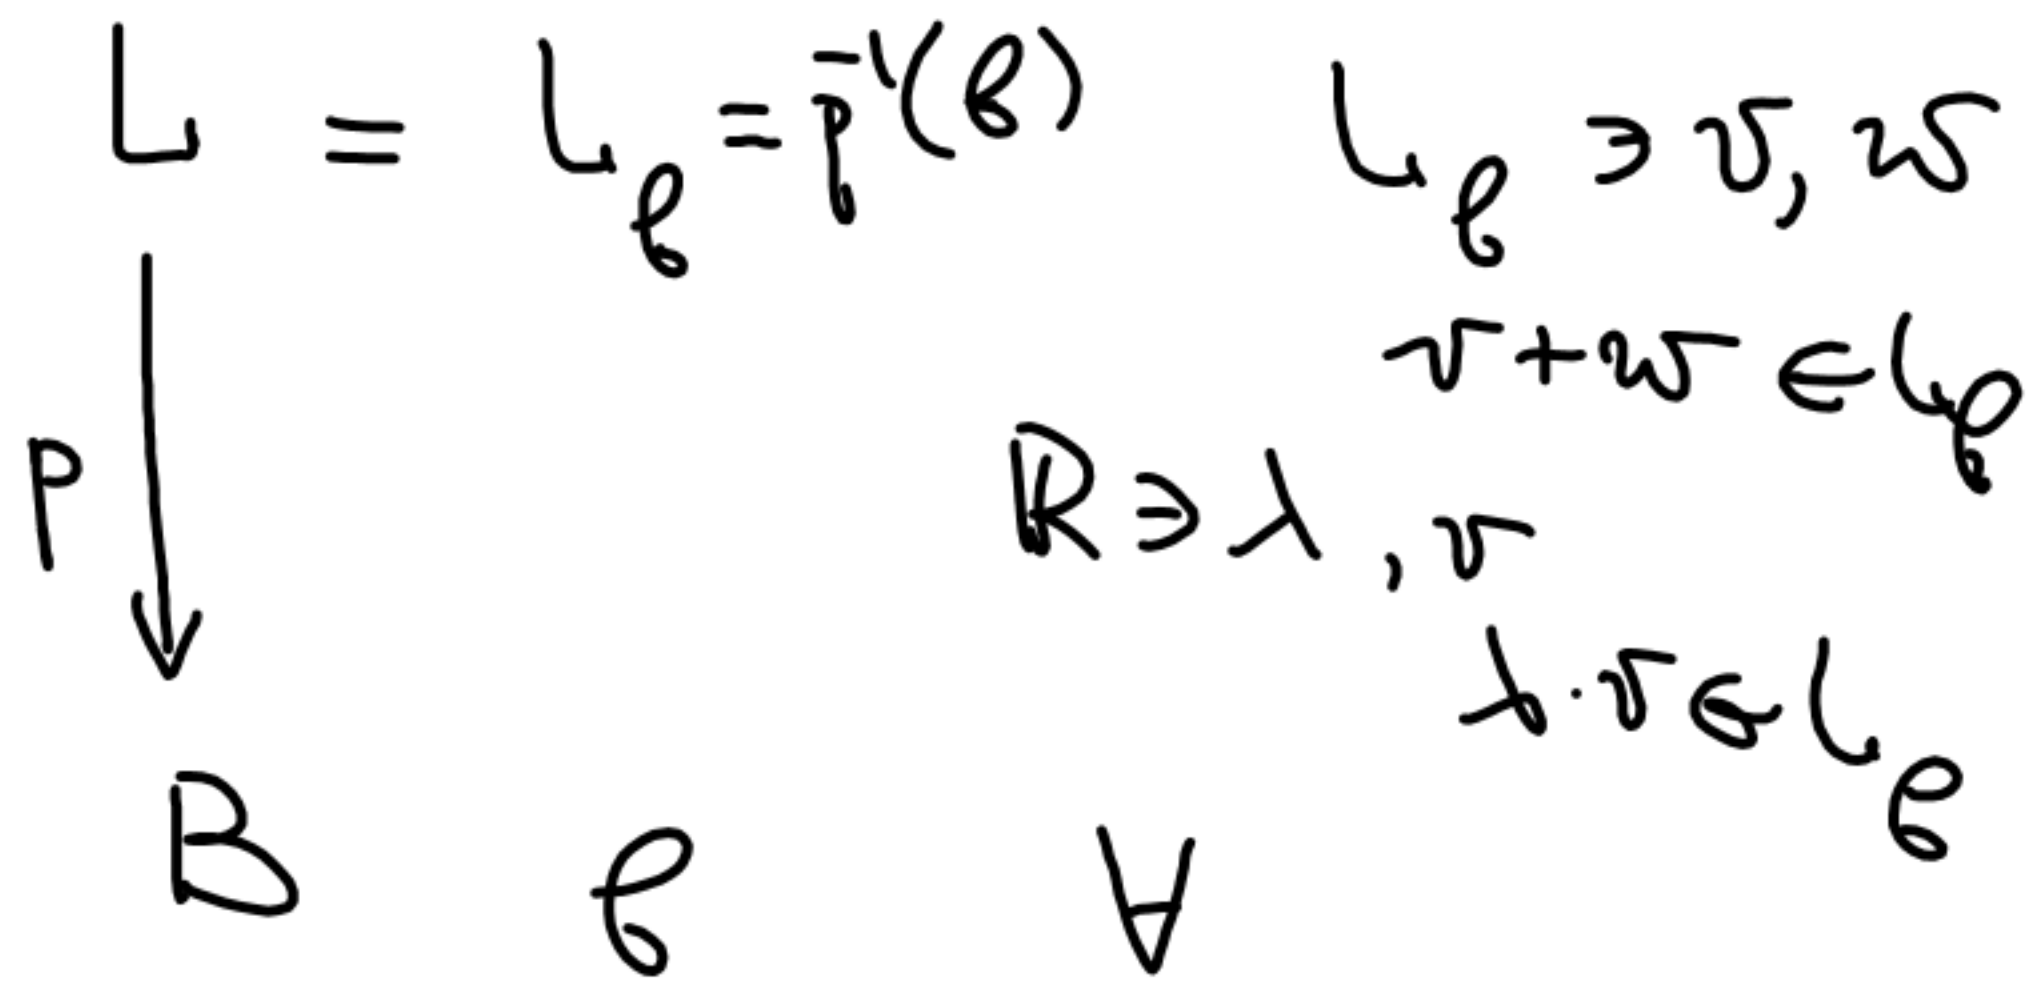 L = L_b = p^{-1}(b) L_b ∋ v, w
v + w ∈ L_b
p
ℝ ∋ λ, v
λ · v ∈ L_b
B b ∀